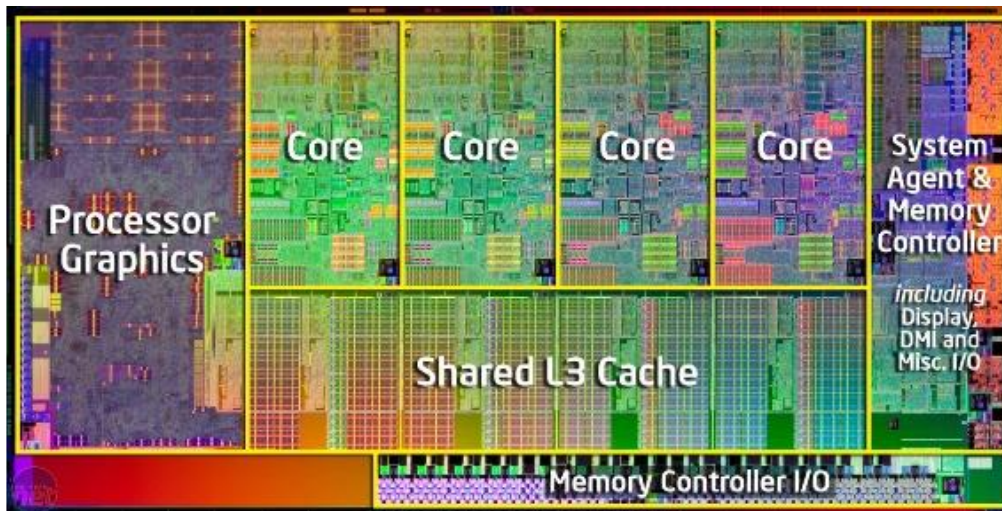 Processor
Graphics
Core
Core
Core
Core
System
Agent &
Memory
Controller
including
Display,
DMI and
Misc. I/O
Shared L3 Cache
Memory Controller I/O